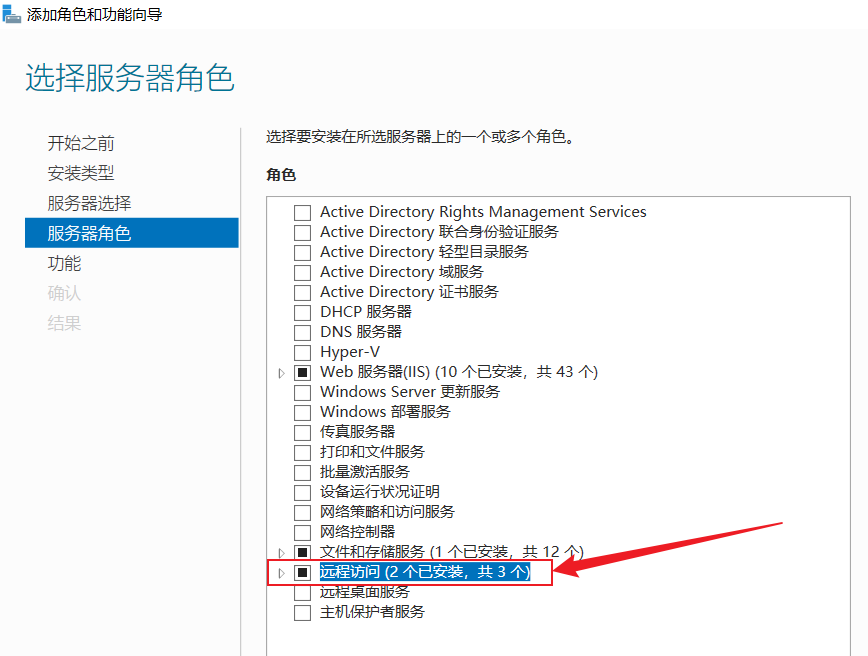 添加角色和功能向导
选择服务器角色
开始之前
安装类型
服务器选择
服务器角色
功能
确认
结果
选择要安装在所选服务器上的一个或多个角色。
角色
Active Directory Rights Management Services
Active Directory 联合身份验证服务
Active Directory 轻型目录服务
Active Directory 域服务
Active Directory 证书服务
DHCP 服务器
DNS 服务器
Hyper-V
Web 服务器(IIS) (10 个已安装，共 43 个)
Windows Server 更新服务
Windows 部署服务
传真服务器
打印和文件服务
批量激活服务
设备运行状况证明
网络策略和访问服务
网络控制器
文件和存储服务 (1 个已安装，共 12 个)
远程访问 (2 个已安装，共 3 个)
远程桌面服务
主机保护者服务